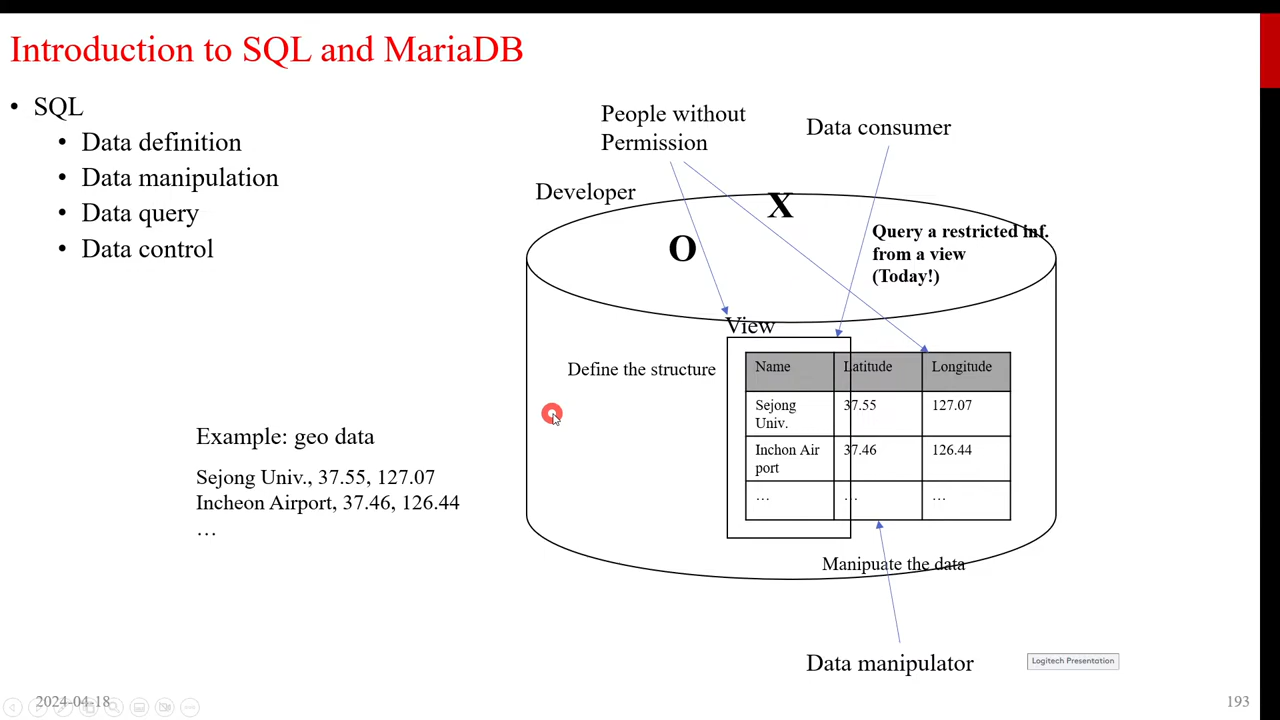 Introduction to SQL and MariaDB
• SQL
• Data definition
• Data manipulation
• Data query
• Data control
People without
Permission
Data consumer
Developer
X
O
Query a restricted inf.
from a view
(Today!)
View
Define the structure
Name Latitude Longitude
Sejong
Univ.
37.55 127.07
Inchon Air
port
37.46 126.44
… … …
Example: geo data
Sejong Univ., 37.55, 127.07
Incheon Airport, 37.46, 126.44
…
Manipuate the data
Data manipulator
Logitech Presentation
2024-04-18
193